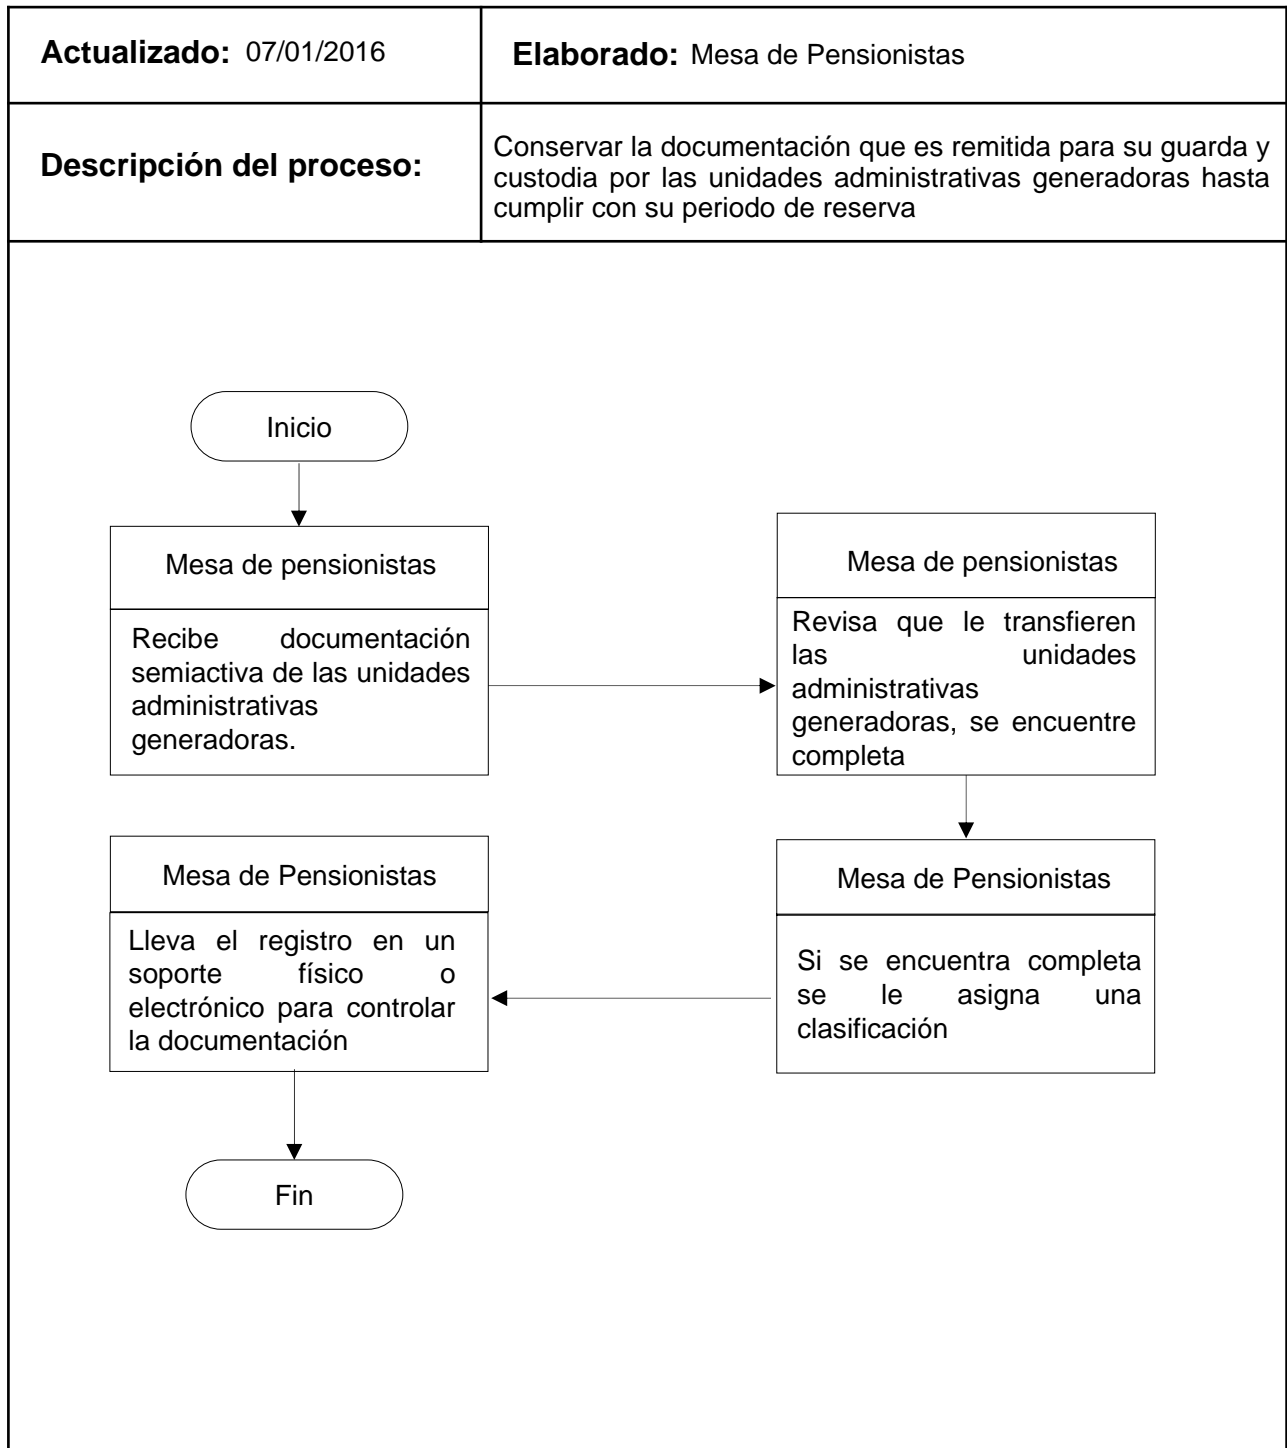 Actualizado: 07/01/2016
Elaborado: Mesa de Pensionistas
Descripción del proceso:
Conservar la documentación que es remitida para su guarda y
custodia por las unidades administrativas generadoras hasta
cumplir con su periodo de reserva
Inicio
Mesa de pensionistas
Recibe documentación
semiactiva de las unidades
administrativas
generadoras.
Mesa de pensionistas
Revisa que le transfieren
las unidades
administrativas
generadoras, se encuentre
completa
Mesa de Pensionistas
Si se encuentra completa
se le asigna una
clasificación
Mesa de Pensionistas
Lleva el registro en un
soporte físico o
electrónico para controlar
la documentación
Fin